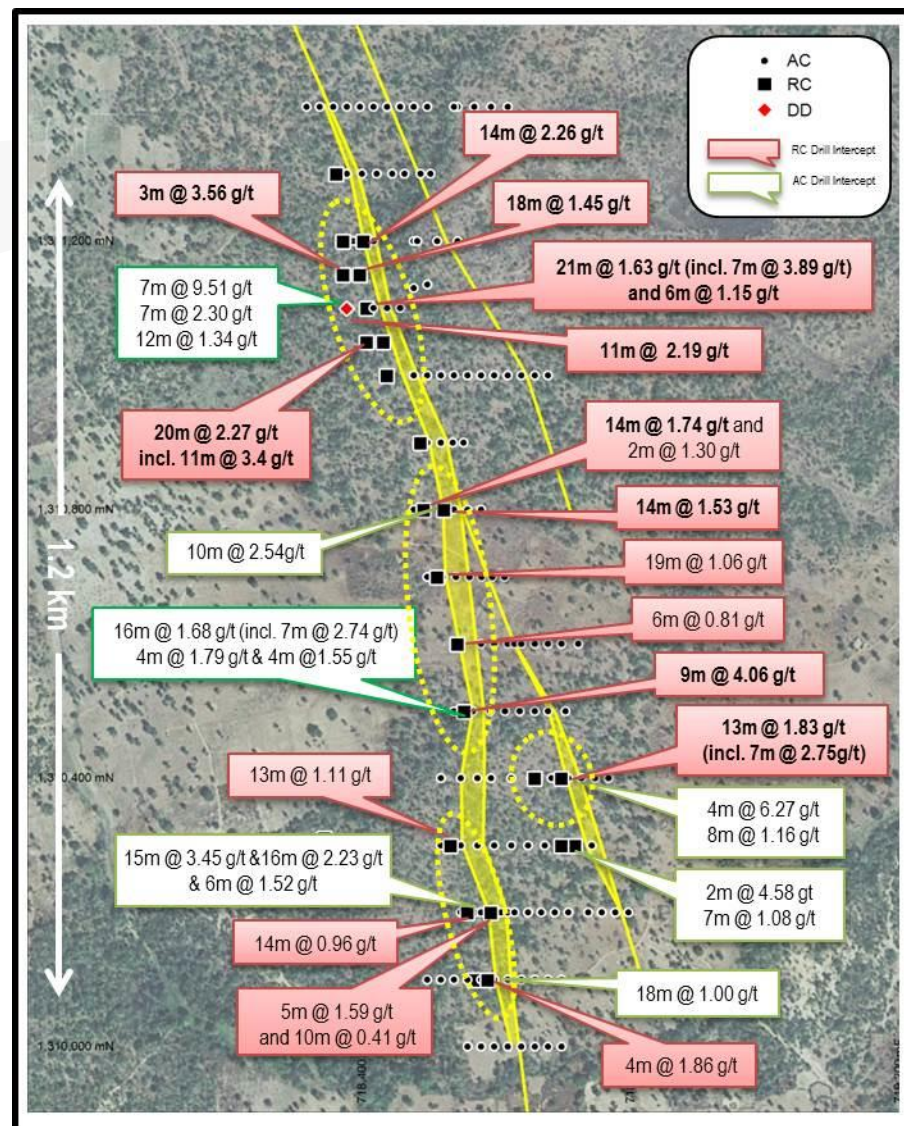 AC
RC
DD
RC Drill Intercept
AC Drill Intercept
14m @ 2.26 g/t
3m @ 3.56 g/t
18m @ 1.45 g/t
21m @ 1.63 g/t (incl. 7m @ 3.89 g/t)
and 6m @ 1.15 g/t
7m @ 9.51 g/t
7m @ 2.30 g/t
12m @ 1.34 g/t
11m @ 2.19 g/t
20m @ 2.27 g/t
incl. 11m @ 3.4 g/t
14m @ 1.74 g/t and
2m @ 1.30 g/t
1,310,800 mN
14m @ 1.53 g/t
10m @ 2.54g/t
19m @ 1.06 g/t
1.2 km
16m @ 1.68 g/t (incl. 7m @ 2.74 g/t)
4m @ 1.79 g/t & 4m @1.55 g/t
6m @ 0.81 g/t
9m @ 4.06 g/t
13m @ 1.83 g/t
(incl. 7m @ 2.75g/t)
13m @ 1.11 g/t
4m @ 6.27 g/t
8m @ 1.16 g/t
15m @ 3.45 g/t &16m @ 2.23 g/t
& 6m @ 1.52 g/t
2m @ 4.58 gt
7m @ 1.08 g/t
14m @ 0.96 g/t
18m @ 1.00 g/t
5m @ 1.59 g/t
and 10m @ 0.41 g/t
1,310,000 mN
4m @ 1.86 g/t